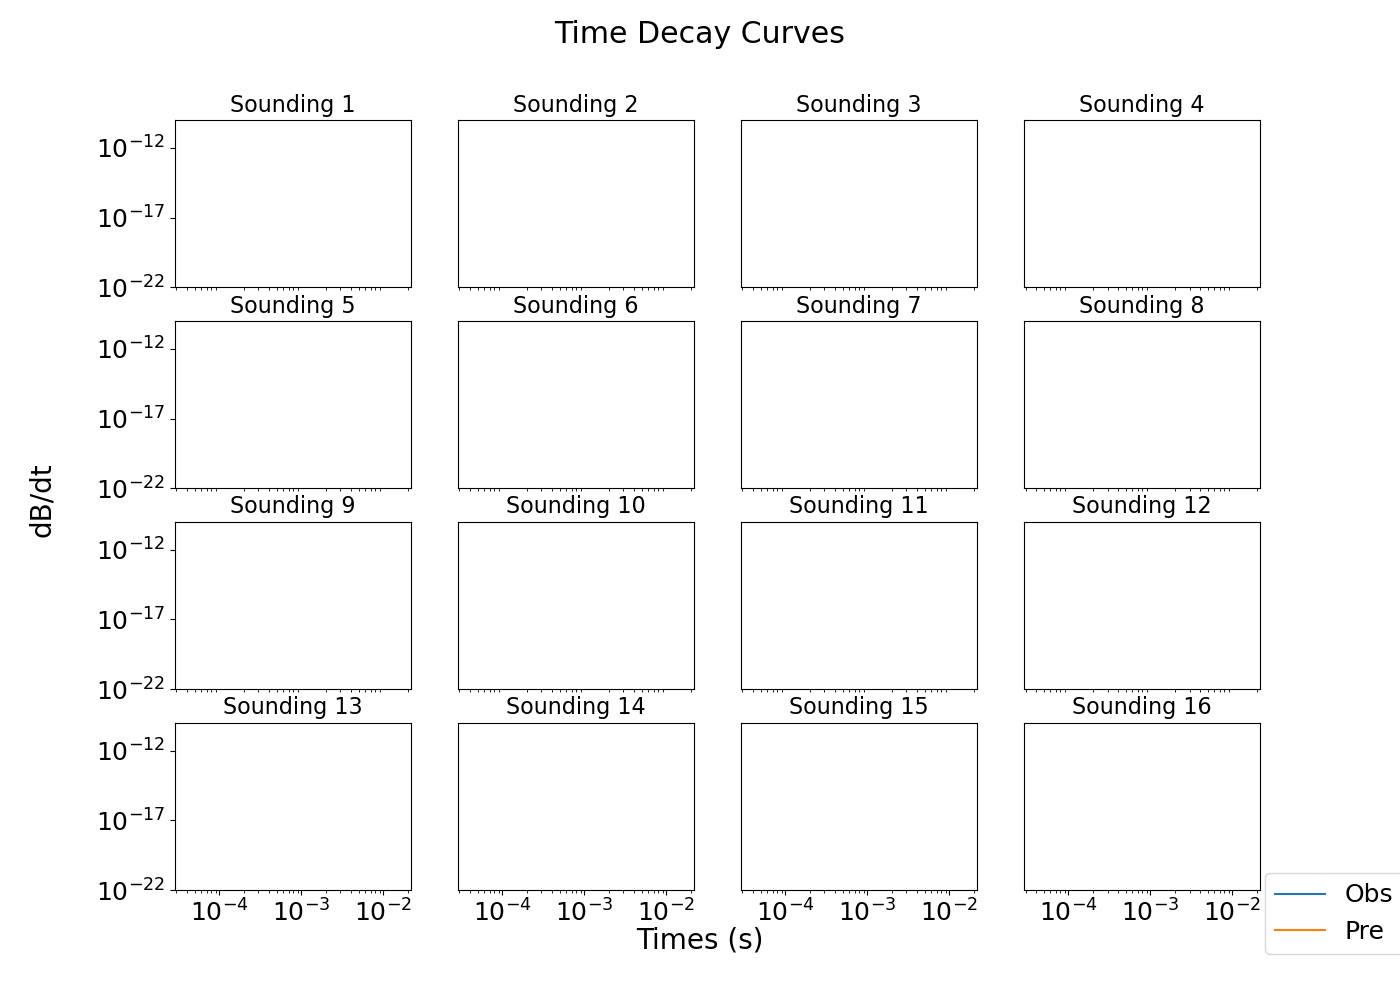 Time Decay Curves
Sounding 1 Sounding 2 Sounding 3 Sounding 4
10⁻¹²
10⁻¹⁷
10⁻²²
Sounding 5 Sounding 6 Sounding 7 Sounding 8
10⁻¹²
10⁻¹⁷
10⁻²²
dB/dt
Sounding 9 Sounding 10 Sounding 11 Sounding 12
10⁻¹²
10⁻¹⁷
10⁻²²
Sounding 13 Sounding 14 Sounding 15 Sounding 16
10⁻¹²
10⁻¹⁷
10⁻²²
10⁻⁴ 10⁻³ 10⁻² 10⁻⁴ 10⁻³ 10⁻² 10⁻⁴ 10⁻³ 10⁻² 10⁻⁴ 10⁻³ 10⁻²
Times (s)
Obs
Pre